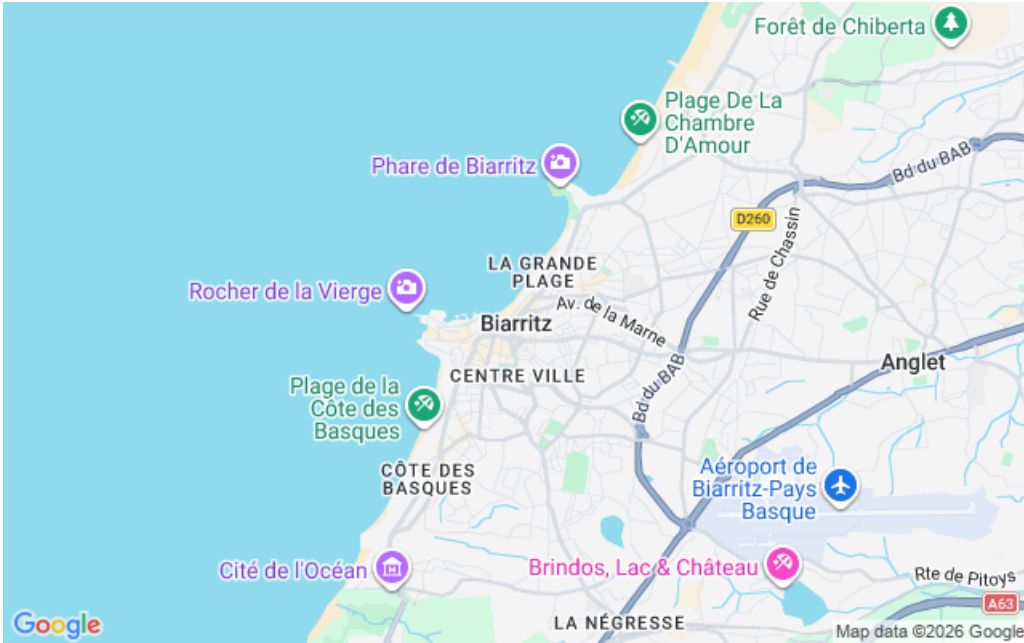 Forêt de Chiberta
Plage De La
Chambre
D'Amour
Bd du BAB
Phare de Biarritz
D260
Rue de Chassin
LA GRANDE
PLAGE
Rocher de la Vierge
Av. de la Marne
Biarritz
Anglet
CENTRE VILLE
Bd du BAB
Plage de la
Côte des
Basques
CÔTE DES
BASQUES
Aéroport de
Biarritz-Pays
Basque
Cité de l'Océan
Brindos, Lac & Château
Rte de Pitoys
A63
LA NÉGRESSE
Google
Map data ©2026 Google